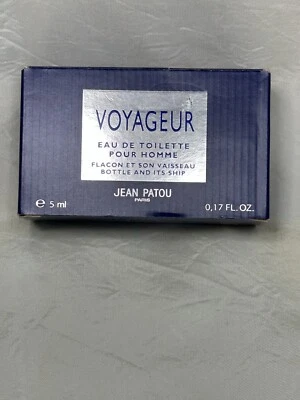 VOYAGEUR
EAU DE TOILETTE
POUR HOMME
FLACON ET SON VAISSEAU
BOTTLE AND ITS SHIP
JEAN PATOU
PARIS
℮ 5 ml 0,17 FL. OZ.